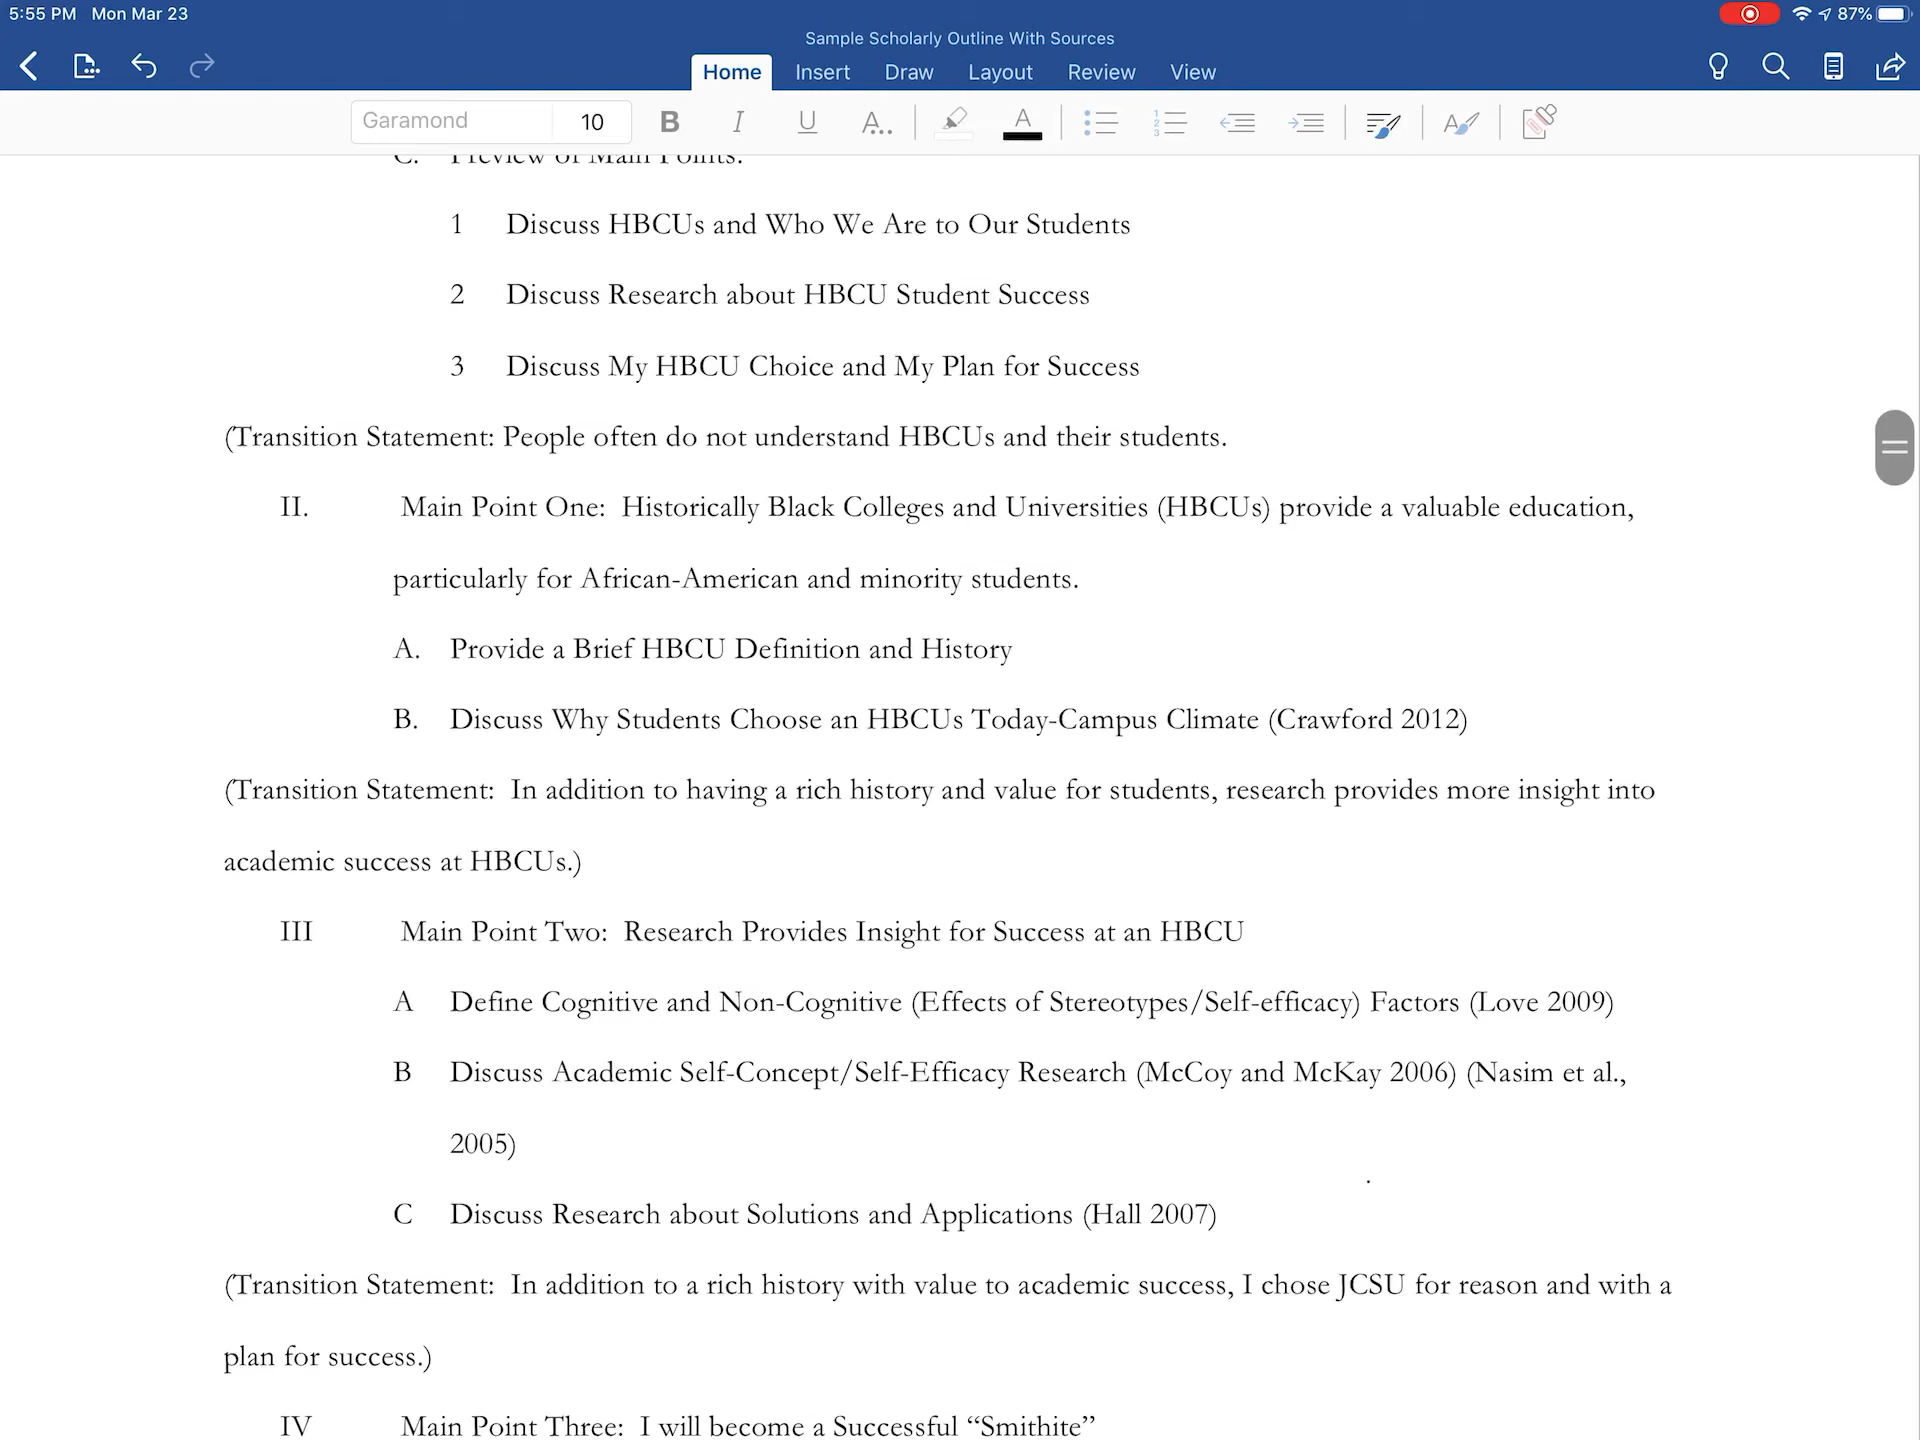 5:55 PM Mon Mar 23
87%
Sample Scholarly Outline With Sources
Home Insert Draw Layout Review View
Garamond 10 B I U A.. A
C. Preview of Main Points:
1 Discuss HBCUs and Who We Are to Our Students
2 Discuss Research about HBCU Student Success
3 Discuss My HBCU Choice and My Plan for Success
(Transition Statement: People often do not understand HBCUs and their students.
II. Main Point One: Historically Black Colleges and Universities (HBCUs) provide a valuable education,
particularly for African-American and minority students.
A. Provide a Brief HBCU Definition and History
B. Discuss Why Students Choose an HBCUs Today-Campus Climate (Crawford 2012)
(Transition Statement: In addition to having a rich history and value for students, research provides more insight into
academic success at HBCUs.)
III Main Point Two: Research Provides Insight for Success at an HBCU
A Define Cognitive and Non-Cognitive (Effects of Stereotypes/Self-efficacy) Factors (Love 2009)
B Discuss Academic Self-Concept/Self-Efficacy Research (McCoy and McKay 2006) (Nasim et al.,
2005)
C Discuss Research about Solutions and Applications (Hall 2007)
(Transition Statement: In addition to a rich history with value to academic success, I chose JCSU for reason and with a
plan for success.)
IV Main Point Three: I will become a Successful “Smithite”